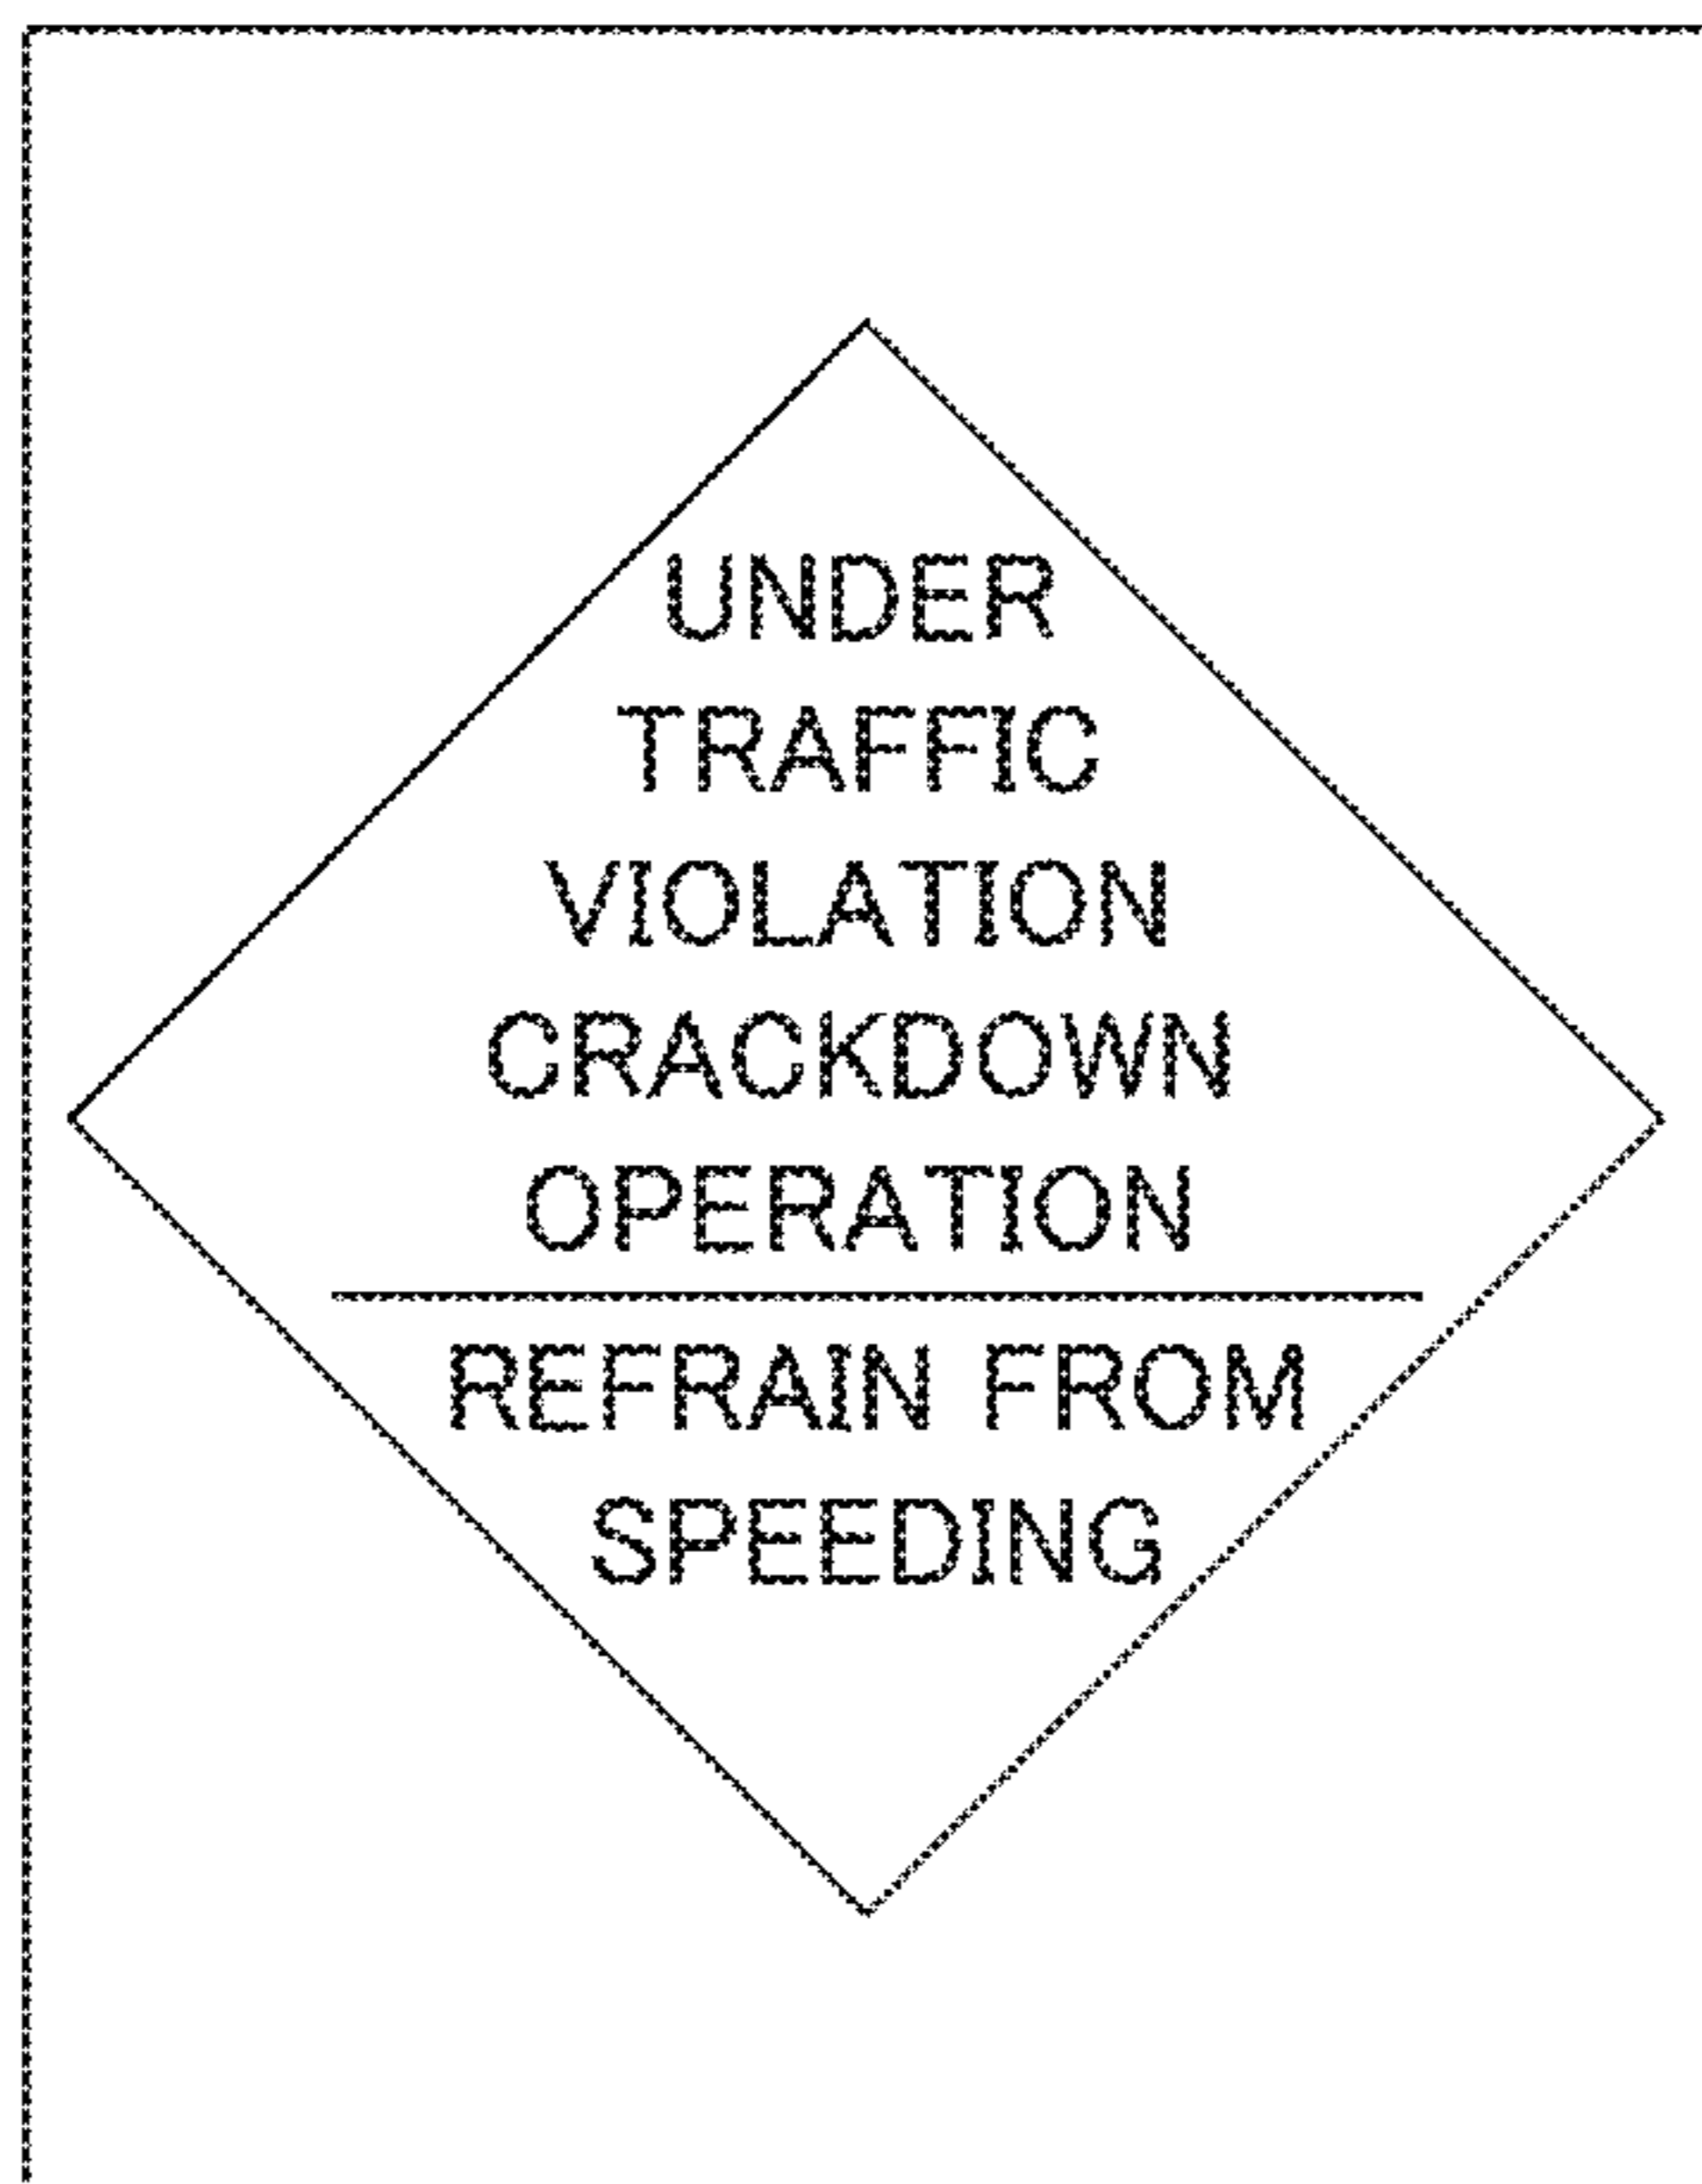 UNDER
TRAFFIC
VIOLATION
CRACKDOWN
OPERATION
REFRAIN FROM
SPEEDING